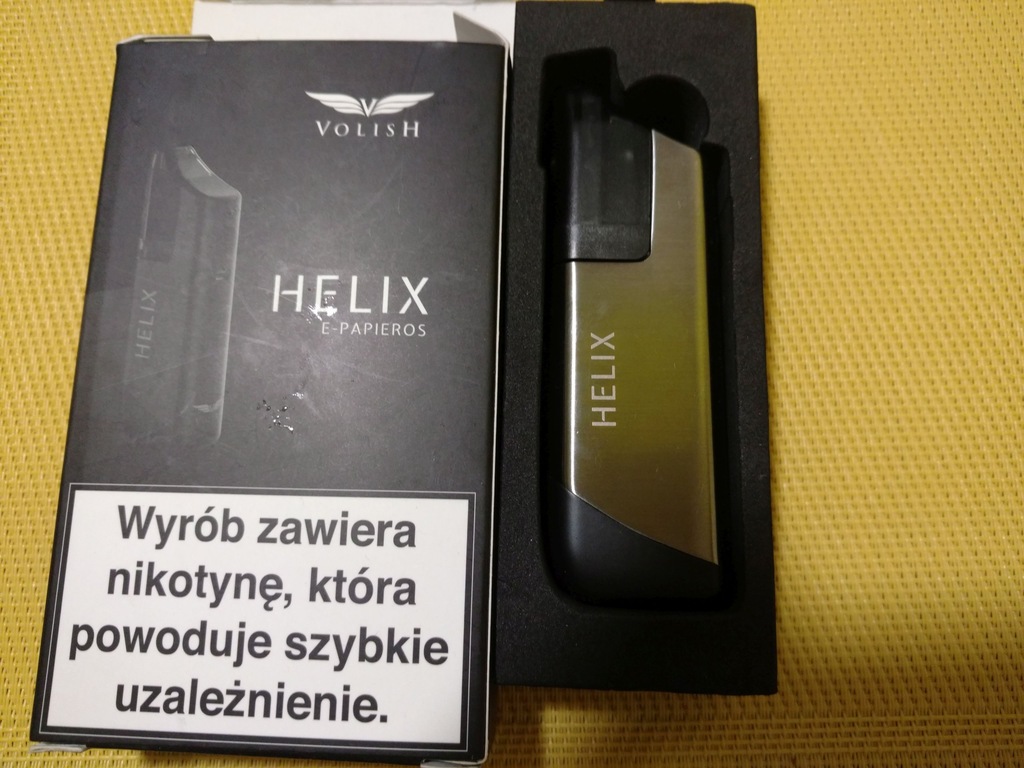 VOLISH
HELIX
E-PAPIEROS
HELIX
Wyrób zawiera
nikotynę, która
powoduje szybkie
uzależnienie.
HELIX